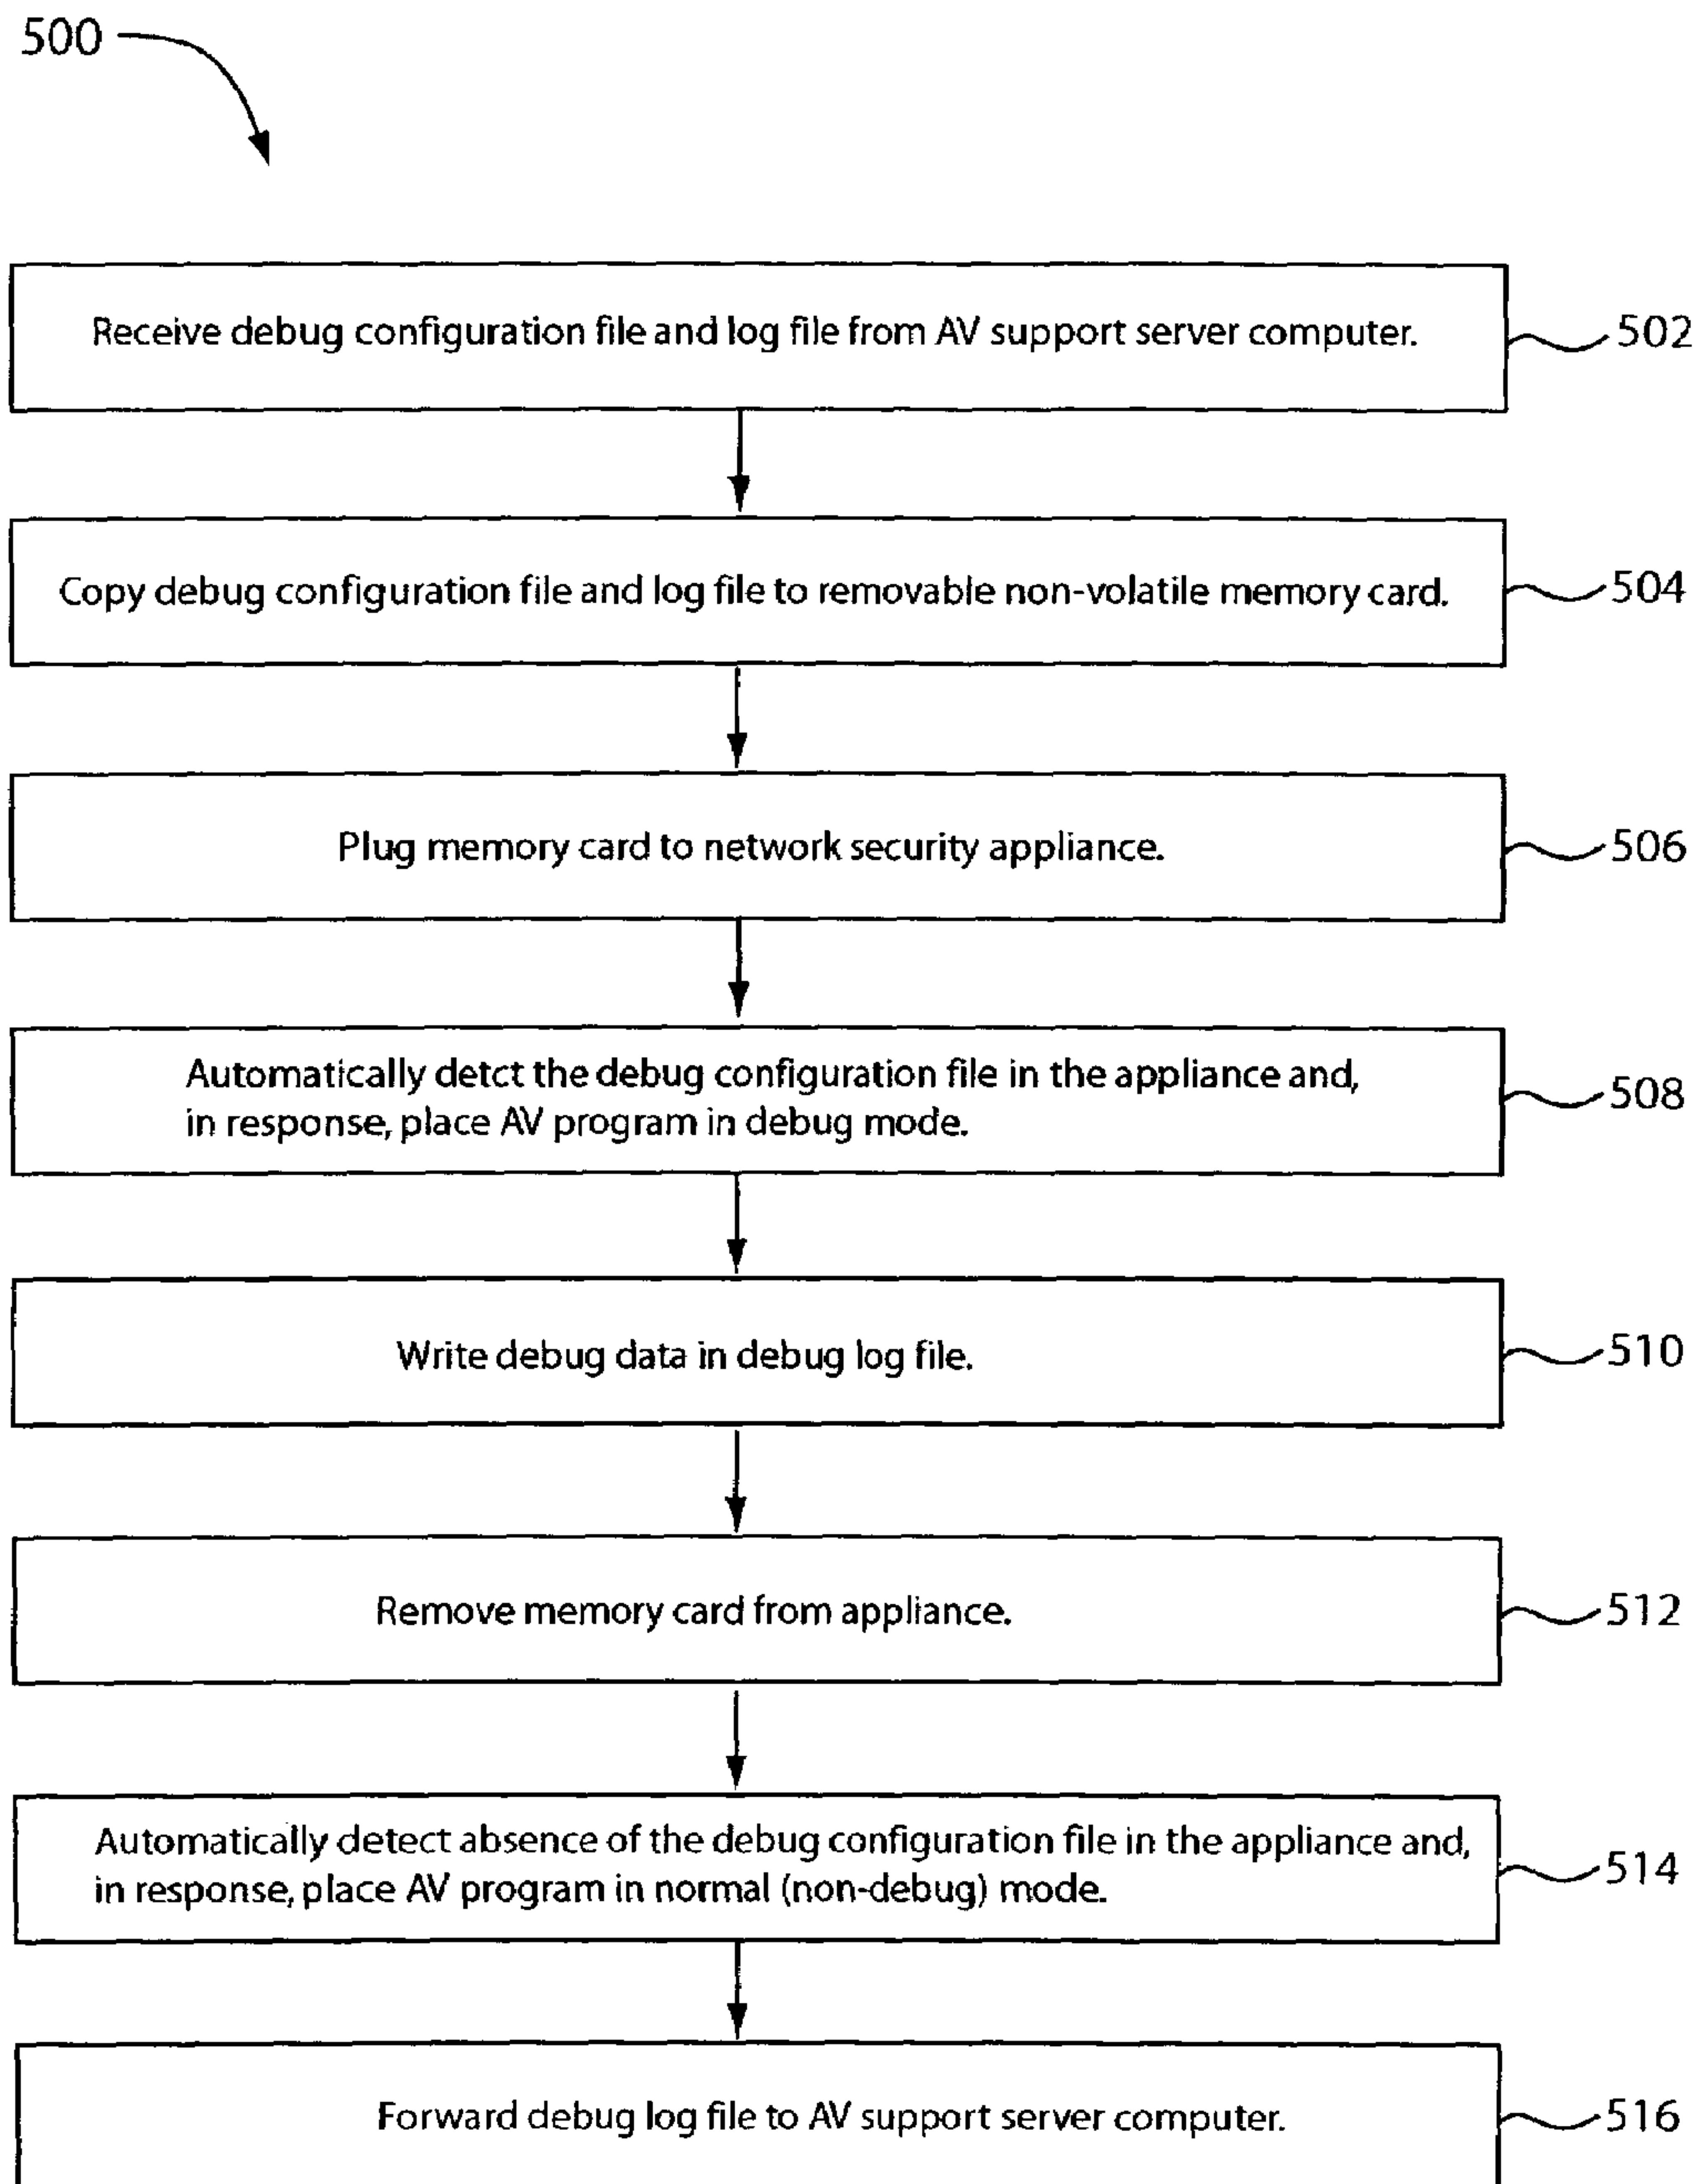 500
Receive debug configuration file and log file from AV support server computer.
502
Copy debug configuration file and log file to removable non-volatile memory card.
504
Plug memory card to network security appliance.
506
Automatically detct the debug configuration file in the appliance and,
in response, place AV program in debug mode.
508
Write debug data in debug log file.
510
Remove memory card from appliance.
512
Automatically detect absence of the debug configuration file in the appliance and,
in response, place AV program in normal (non-debug) mode.
514
Forward debug log file to AV support server computer.
516